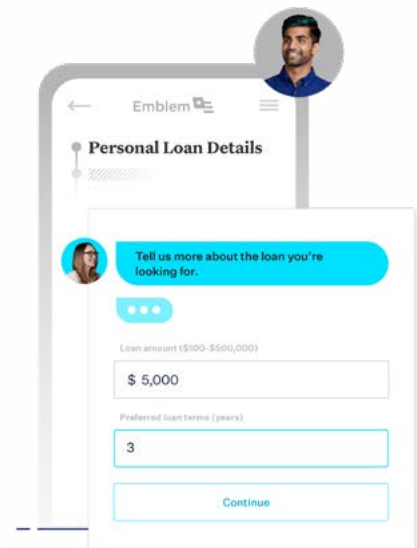 Emblem
Personal Loan Details
Tell us more about the loan you're
looking for.
Loan amount ($100-$500,000)
$ 5,000
Preferred loan terms (years)
3
Continue